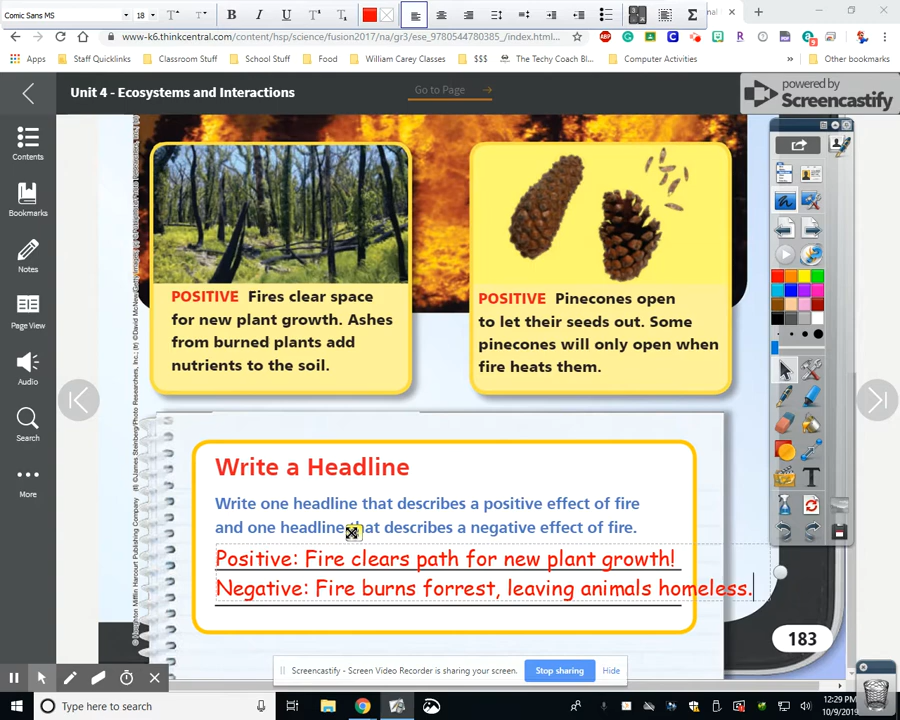 Comic Sans MS 18 B I U Σ
www-k6.thinkcentral.com/content/hsp/science/fusion2017/na/gr3/ese_9780544780385_/index.html...
Apps Staff Quicklinks Classroom Stuff School Stuff Food William Carey Classes $$$ The Techy Coach Bl... Computer Activities » Other bookmarks
Unit 4 - Ecosystems and Interactions
Go to Page
powered by
Screencastify
Contents
Bookmarks
Notes
Page View
Audio
Search
More
POSITIVE Fires clear space
for new plant growth. Ashes
from burned plants add
nutrients to the soil.
POSITIVE Pinecones open
to let their seeds out. Some
pinecones will only open when
fire heats them.
Write a Headline
Write one headline that describes a positive effect of fire
and one headline that describes a negative effect of fire.
Positive: Fire clears path for new plant growth!
Negative: Fire burns forrest, leaving animals homeless.
183
Screencastify - Screen Video Recorder is sharing your screen. Stop sharing Hide
Type here to search
12:29 PM
10/9/2019